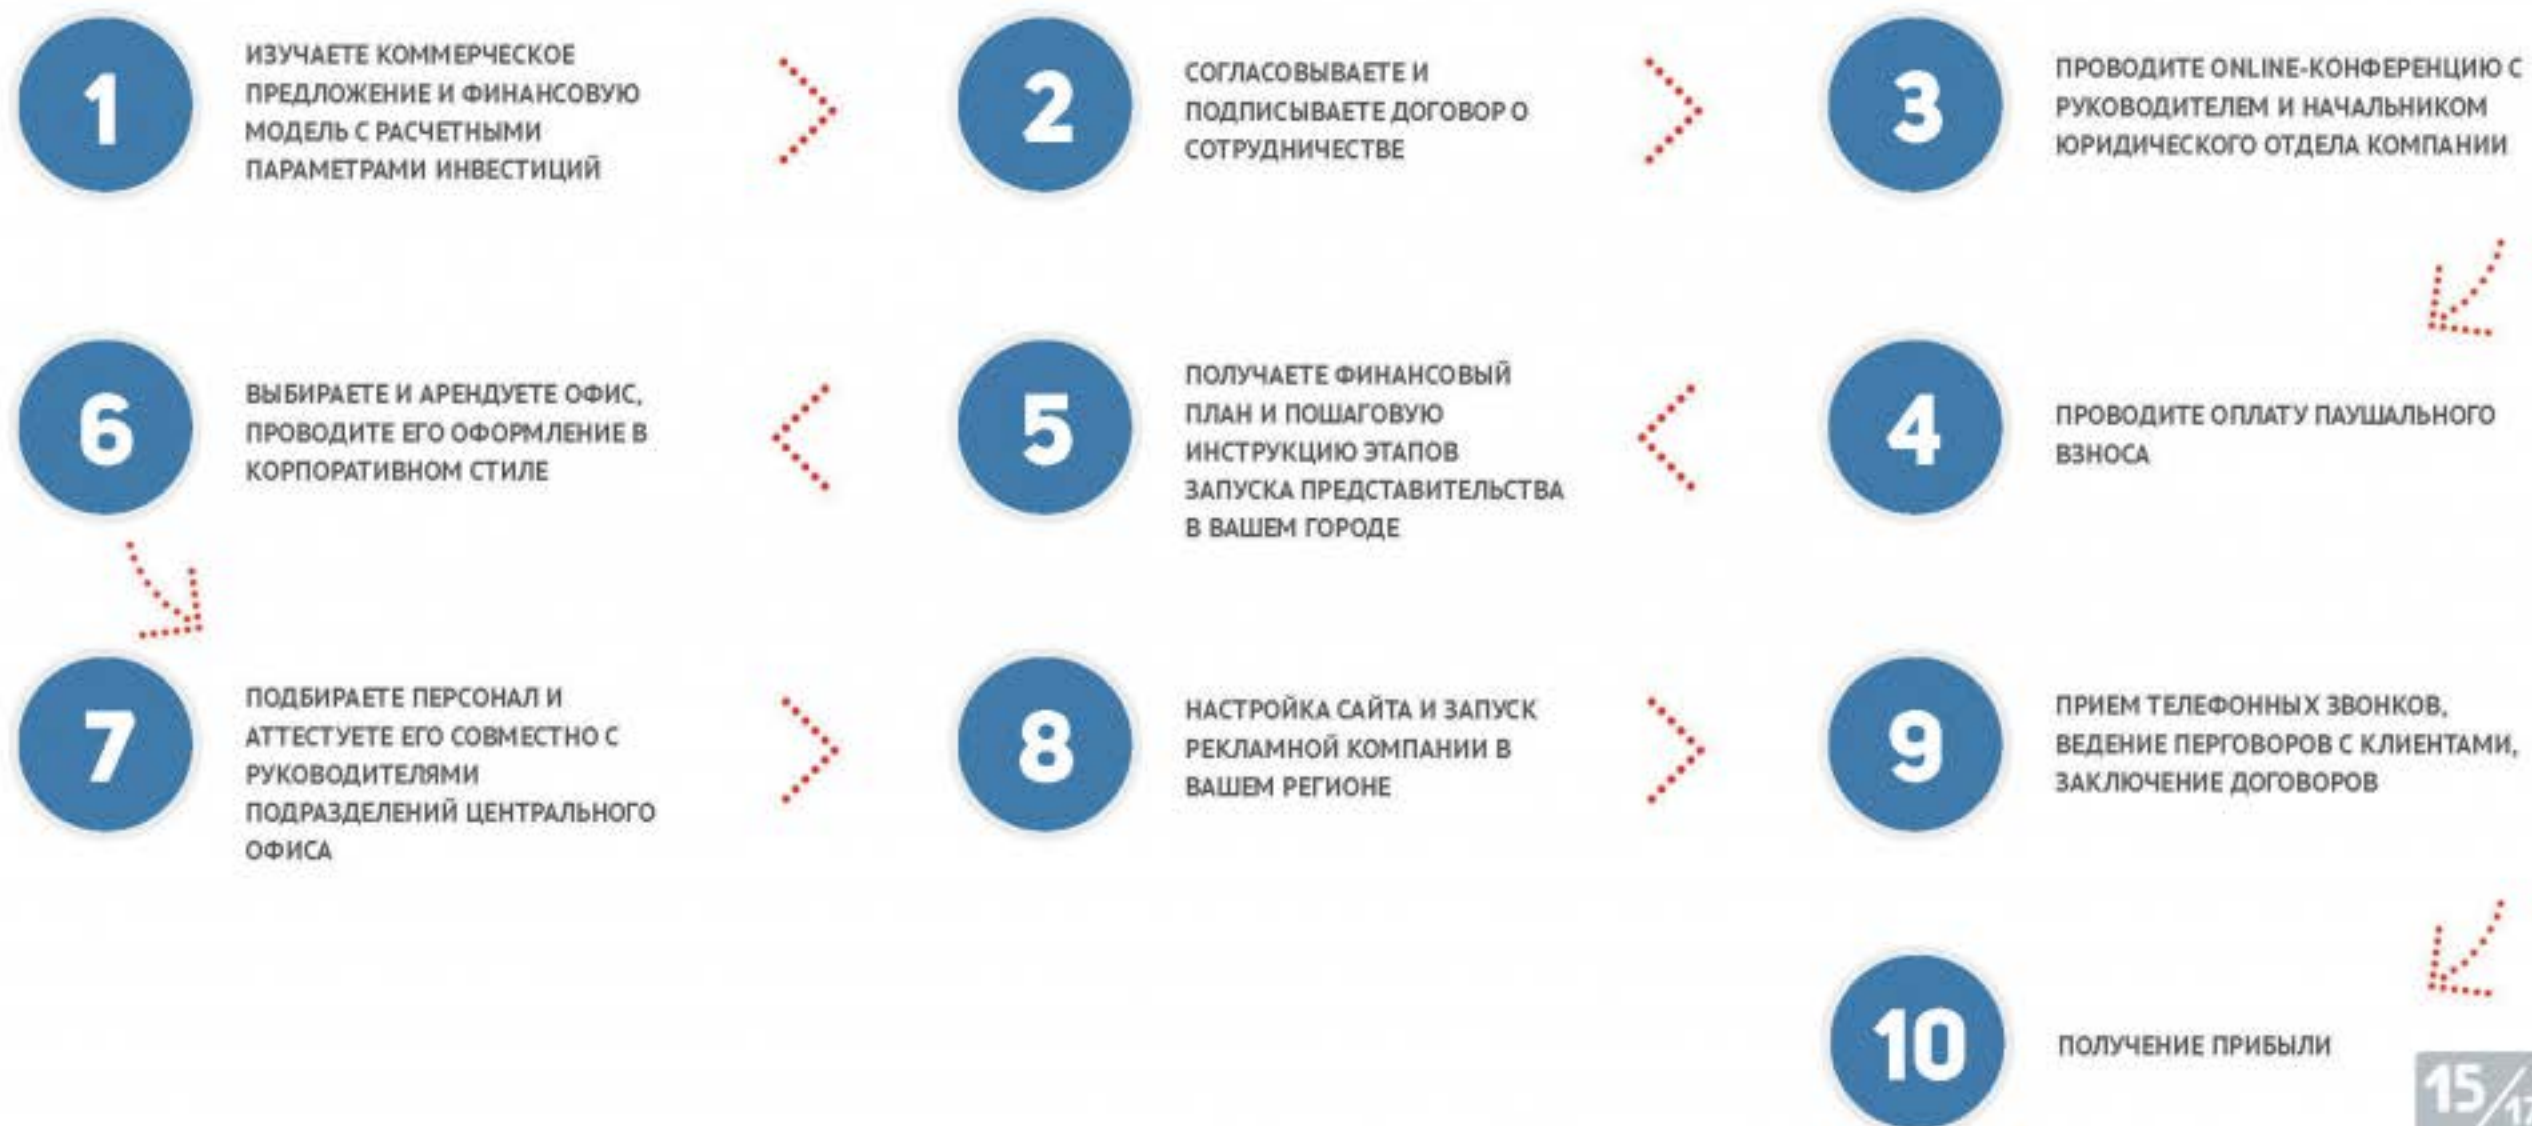 1
ИЗУЧАЕТЕ КОММЕРЧЕСКОЕ
ПРЕДЛОЖЕНИЕ И ФИНАНСОВУЮ
МОДЕЛЬ С РАСЧЕТНЫМИ
ПАРАМЕТРАМИ ИНВЕСТИЦИЙ
2
СОГЛАСОВЫВАЕТЕ И
ПОДПИСЫВАЕТЕ ДОГОВОР О
СОТРУДНИЧЕСТВЕ
3
ПРОВОДИТЕ ONLINE-КОНФЕРЕНЦИЮ С
РУКОВОДИТЕЛЕМ И НАЧАЛЬНИКОМ
ЮРИДИЧЕСКОГО ОТДЕЛА КОМПАНИИ
4
ПРОВОДИТЕ ОПЛАТУ ПАУШАЛЬНОГО
ВЗНОСА
5
ПОЛУЧАЕТЕ ФИНАНСОВЫЙ
ПЛАН И ПОШАГОВУЮ
ИНСТРУКЦИЮ ЭТАПОВ
ЗАПУСКА ПРЕДСТАВИТЕЛЬСТВА
В ВАШЕМ ГОРОДЕ
6
ВЫБИРАЕТЕ И АРЕНДУЕТЕ ОФИС,
ПРОВОДИТЕ ЕГО ОФОРМЛЕНИЕ В
КОРПОРАТИВНОМ СТИЛЕ
7
ПОДБИРАЕТЕ ПЕРСОНАЛ И
АТТЕСТУЕТЕ ЕГО СОВМЕСТНО С
РУКОВОДИТЕЛЯМИ
ПОДРАЗДЕЛЕНИЙ ЦЕНТРАЛЬНОГО
ОФИСА
8
НАСТРОЙКА САЙТА И ЗАПУСК
РЕКЛАМНОЙ КОМПАНИИ В
ВАШЕМ РЕГИОНЕ
9
ПРИЕМ ТЕЛЕФОННЫХ ЗВОНКОВ,
ВЕДЕНИЕ ПЕРГОВОРОВ С КЛИЕНТАМИ,
ЗАКЛЮЧЕНИЕ ДОГОВОРОВ
10
ПОЛУЧЕНИЕ ПРИБЫЛИ
15/17